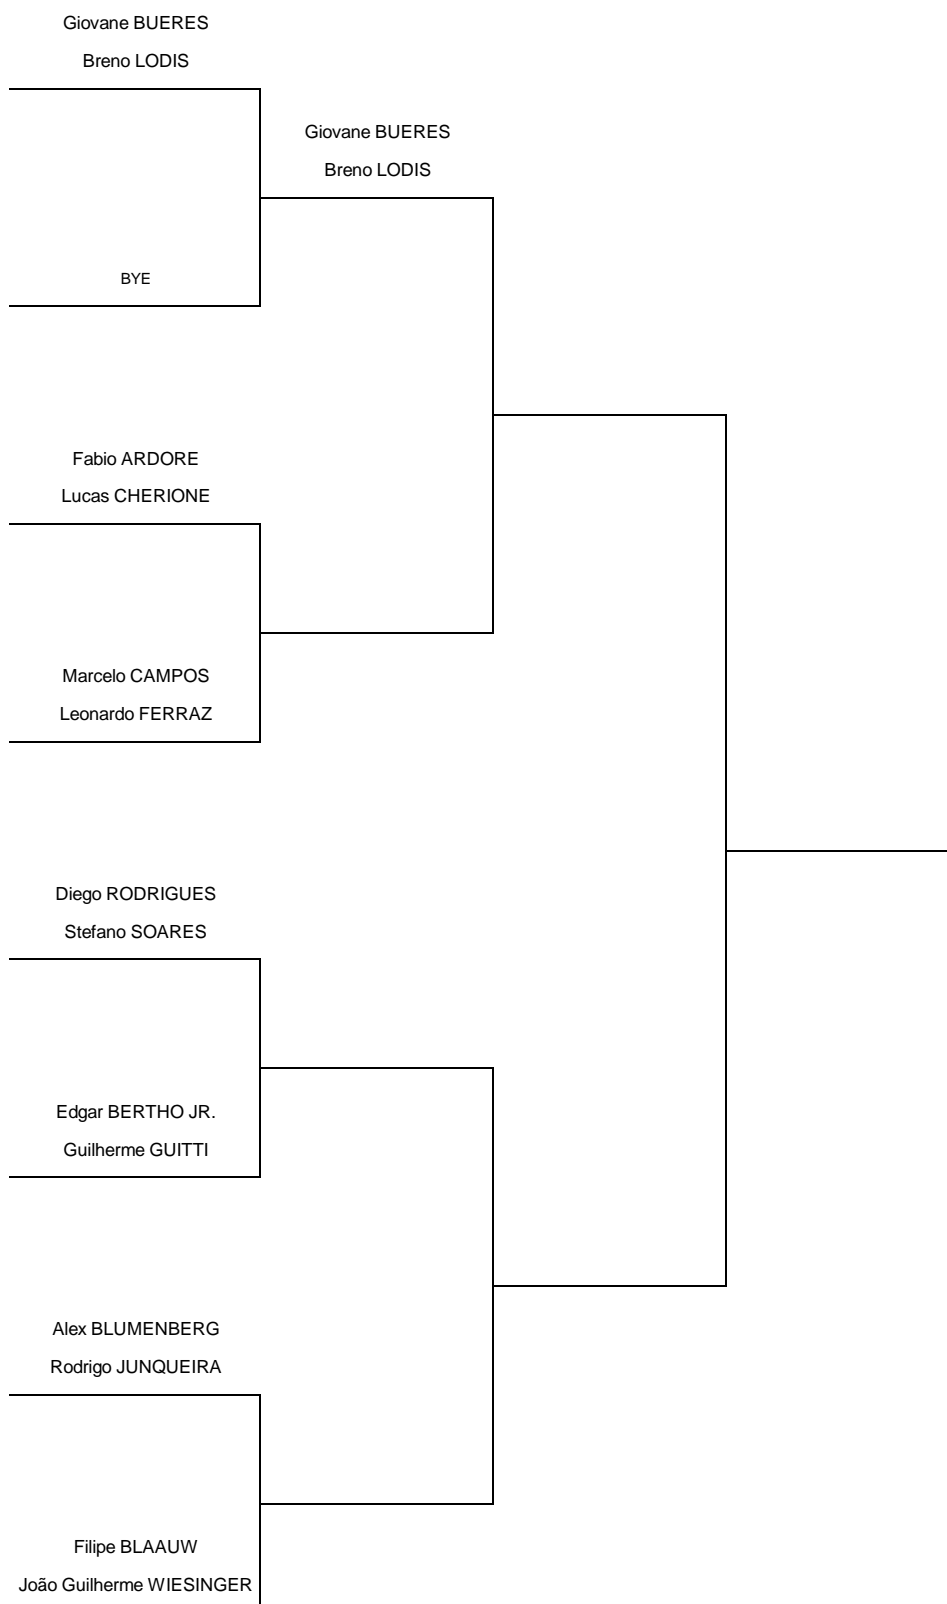 Giovane BUERES
Breno LODIS
Giovane BUERES
Breno LODIS
BYE
Fabio ARDORE
Lucas CHERIONE
Marcelo CAMPOS
Leonardo FERRAZ
Diego RODRIGUES
Stefano SOARES
Edgar BERTHO JR.
Guilherme GUITTI
Alex BLUMENBERG
Rodrigo JUNQUEIRA
Filipe BLAAUW
João Guilherme WIESINGER